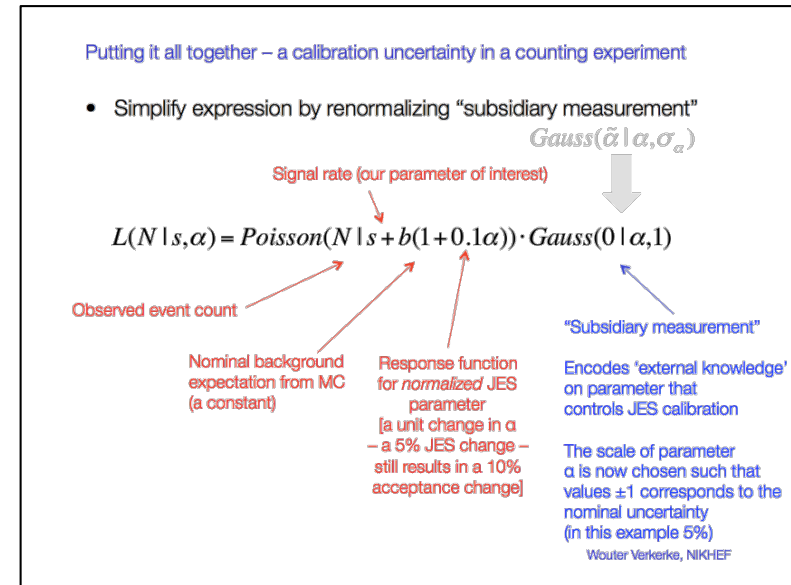 Putting it all together – a calibration uncertainty in a counting experiment
• Simplify expression by renormalizing “subsidiary measurement”
Gauss(α̃ | α,σ_α)
Signal rate (our parameter of interest)
L(N | s,α) = Poisson(N | s + b(1 + 0.1α)) · Gauss(0 | α,1)
Observed event count
Nominal background
expectation from MC
(a constant)
Response function
for normalized JES
parameter
[a unit change in α
– a 5% JES change –
still results in a 10%
acceptance change]
“Subsidiary measurement”
Encodes ‘external knowledge’
on parameter that
controls JES calibration
The scale of parameter
α is now chosen such that
values ±1 corresponds to the
nominal uncertainty
(in this example 5%)
Wouter Verkerke, NIKHEF